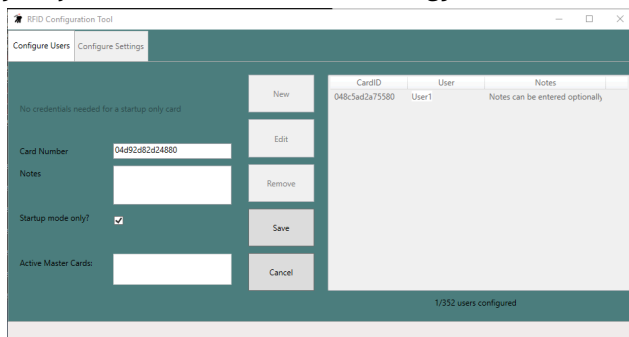 RFID Configuration Tool
Configure Users Configure Settings
No credentials needed for a startup only card
Card Number 04d92d82d24880
Notes
Startup mode only?
Active Master Cards:
New
Edit
Remove
Save
Cancel
CardID User Notes
048c5ad2a75580 User1 Notes can be entered optionally
1/352 users configured